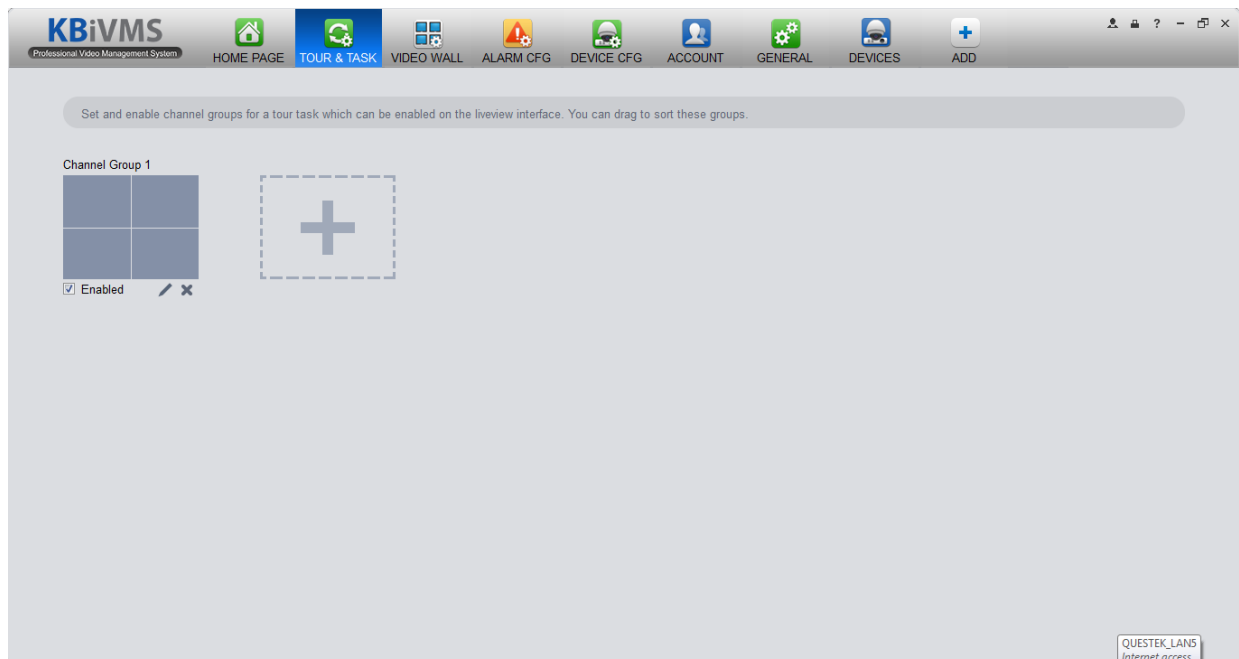 KBiVMS
Professional Video Management System
HOME PAGE
TOUR & TASK
VIDEO WALL
ALARM CFG
DEVICE CFG
ACCOUNT
GENERAL
DEVICES
ADD
?
Set and enable channel groups for a tour task which can be enabled on the liveview interface. You can drag to sort these groups.
Channel Group 1
Enabled
QUESTEK_LAN5
Internet access